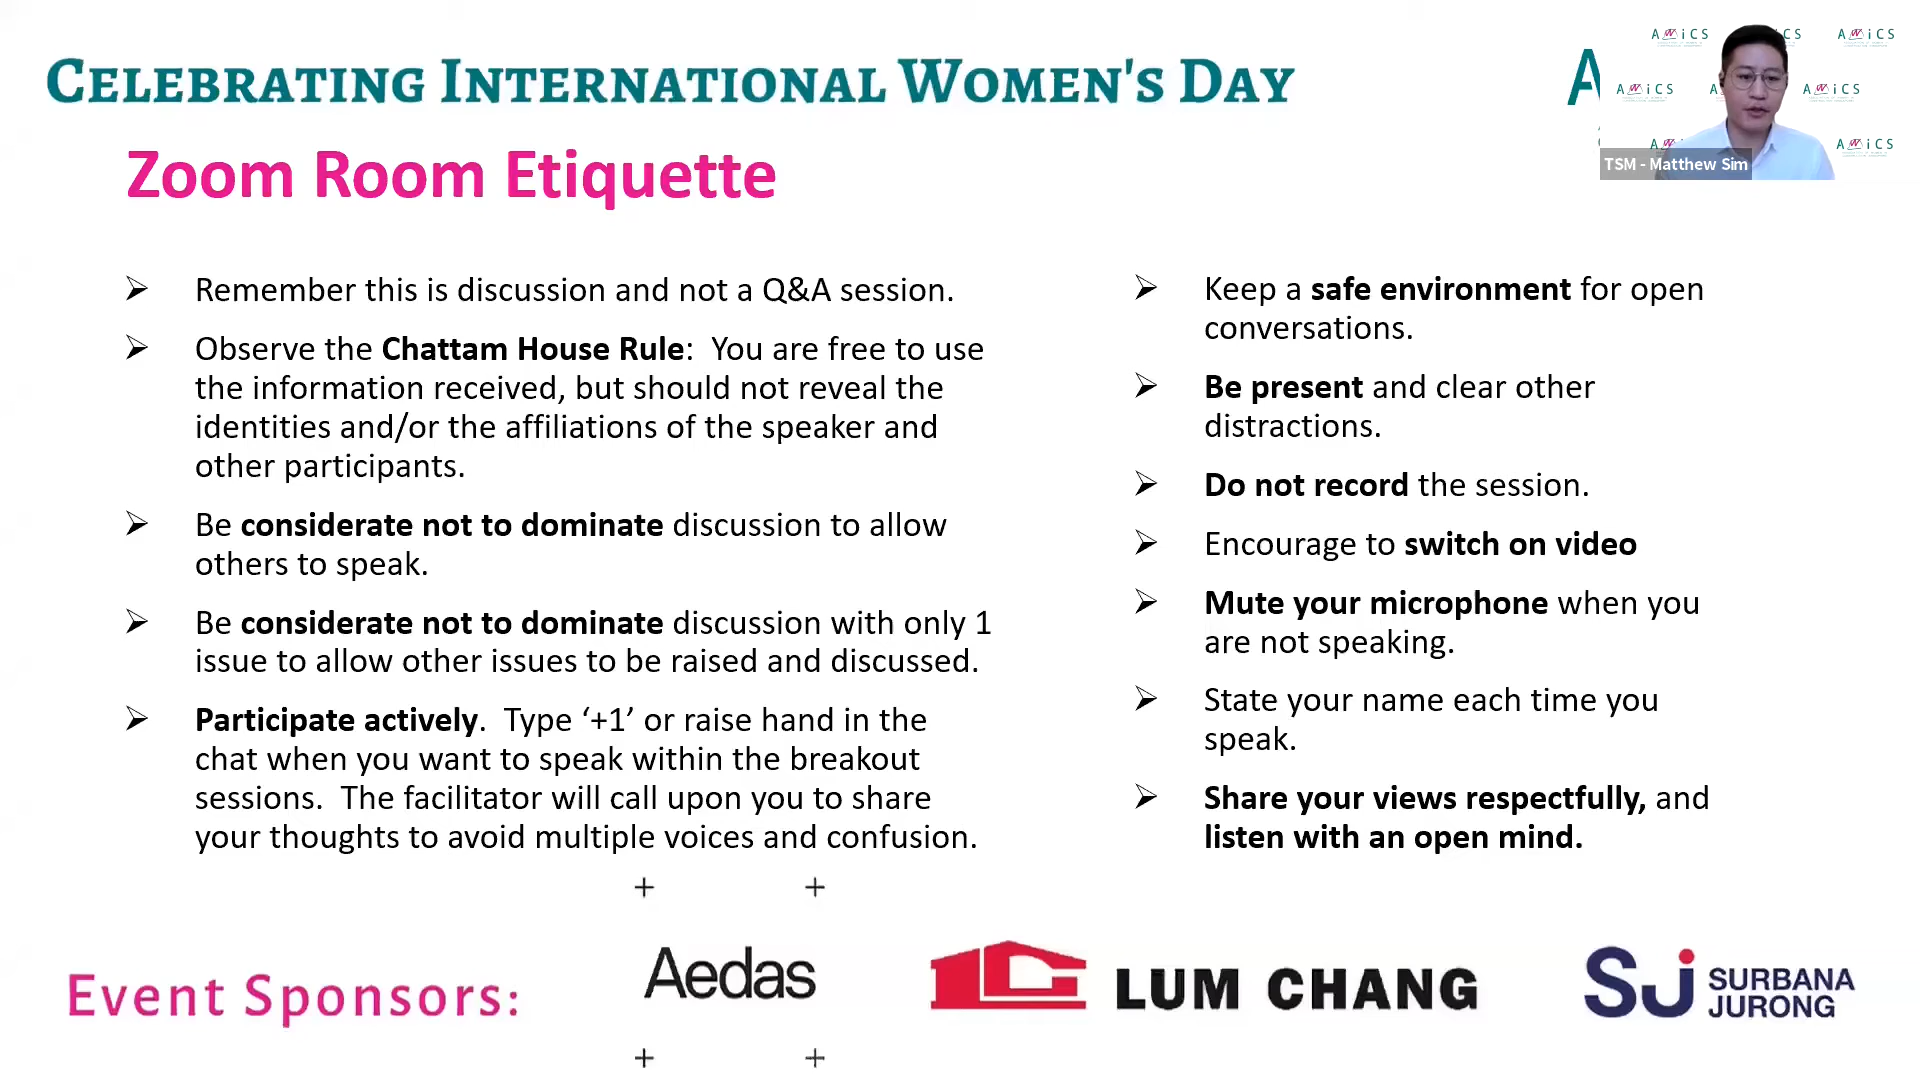 Celebrating International Women's Day
Zoom Room Etiquette
Remember this is discussion and not a Q&A session.
Observe the Chattam House Rule: You are free to use
the information received, but should not reveal the
identities and/or the affiliations of the speaker and
other participants.
Be considerate not to dominate discussion to allow
others to speak.
Be considerate not to dominate discussion with only 1
issue to allow other issues to be raised and discussed.
Participate actively. Type ‘+1’ or raise hand in the
chat when you want to speak within the breakout
sessions. The facilitator will call upon you to share
your thoughts to avoid multiple voices and confusion.
Keep a safe environment for open
conversations.
Be present and clear other
distractions.
Do not record the session.
Encourage to switch on video
Mute your microphone when you
are not speaking.
State your name each time you
speak.
Share your views respectfully, and
listen with an open mind.
AWiCS
AWiCS
AWiCS
AWiCS
AWiCS
TSM - Matthew Sim
Event Sponsors:
Aedas
LUM CHANG
SJ SURBANA
JURONG